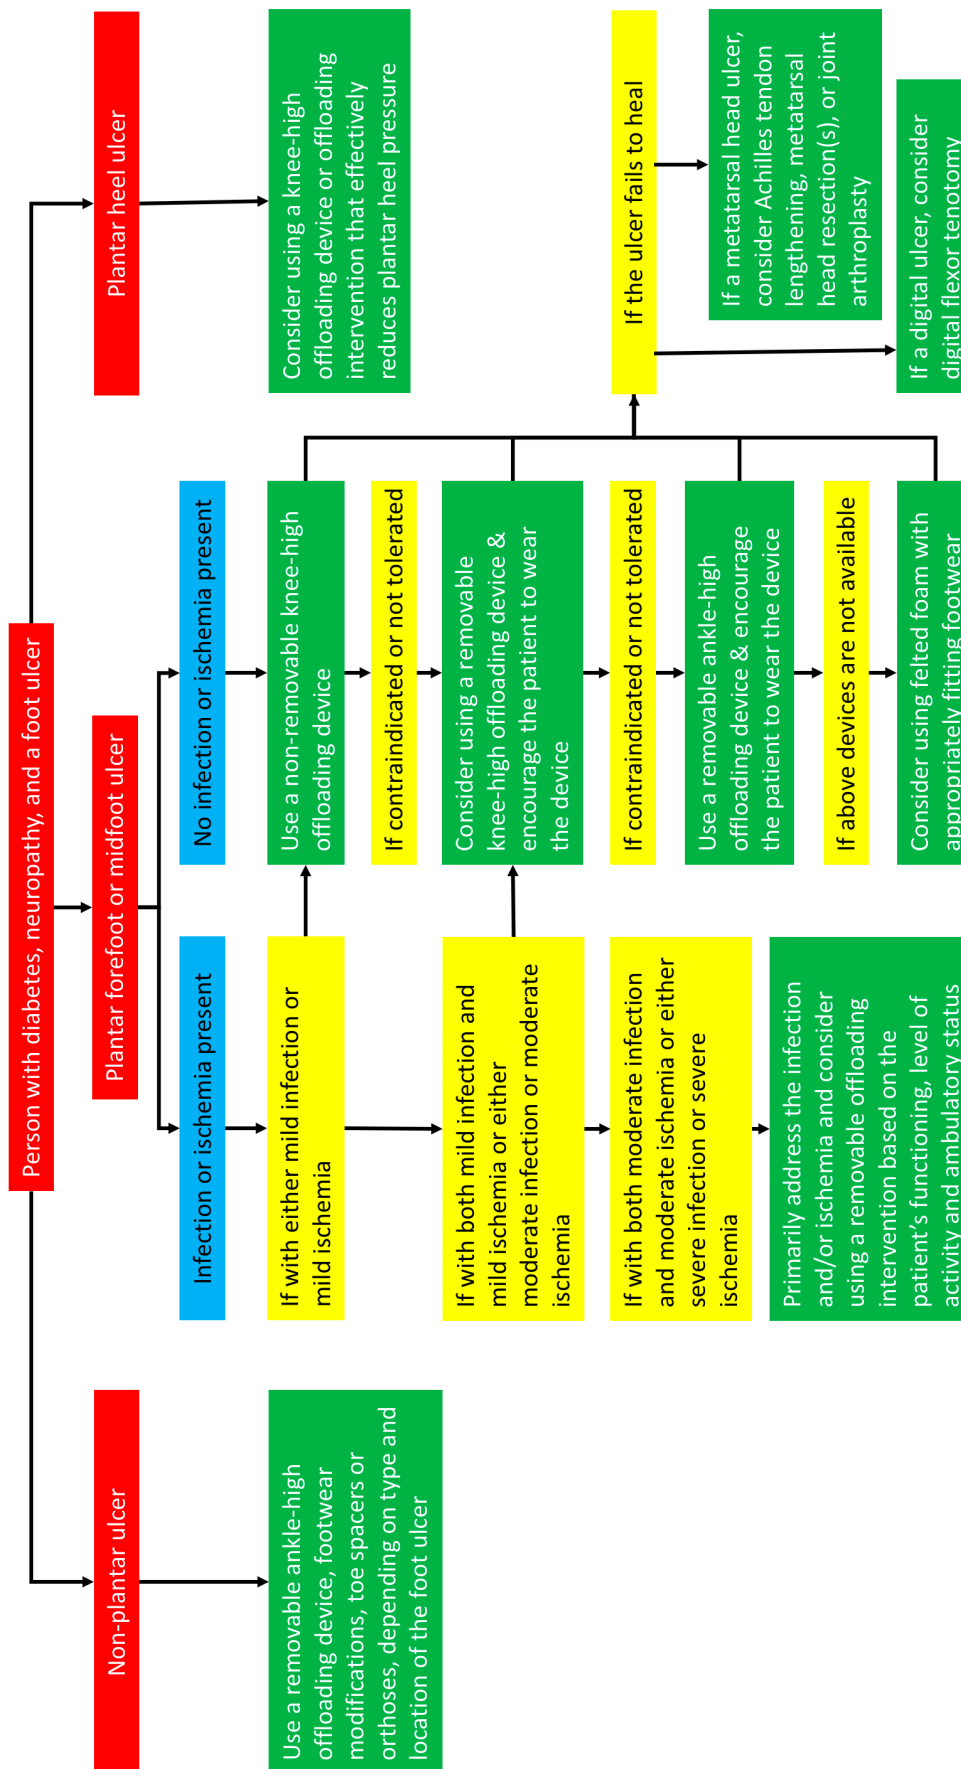 Person with diabetes, neuropathy, and a foot ulcer
Non-plantar ulcer
Plantar forefoot or midfoot ulcer
Plantar heel ulcer
Use a removable ankle-high
offloading device, footwear
modifications, toe spacers or
orthoses, depending on type and
location of the foot ulcer
Infection or ischemia present
If with either mild infection or
mild ischemia
If with both mild infection and
mild ischemia or either
moderate infection or moderate
ischemia
If with both moderate infection
and moderate ischemia or either
severe infection or severe
ischemia
Primarily address the infection
and/or ischemia and consider
using a removable offloading
intervention based on the
patient’s functioning, level of
activity and ambulatory status
No infection or ischemia present
Use a non-removable knee-high
offloading device
If contraindicated or not tolerated
Consider using a removable
knee-high offloading device &
encourage the patient to wear
the device
If contraindicated or not tolerated
Use a removable ankle-high
offloading device & encourage
the patient to wear the device
If above devices are not available
Consider using felted foam with
appropriately fitting footwear
Consider using a knee-high
offloading device or offloading
intervention that effectively
reduces plantar heel pressure
If the ulcer fails to heal
If a metatarsal head ulcer,
consider Achilles tendon
lengthening, metatarsal
head resection(s), or joint
arthroplasty
If a digital ulcer, consider
digital flexor tenotomy